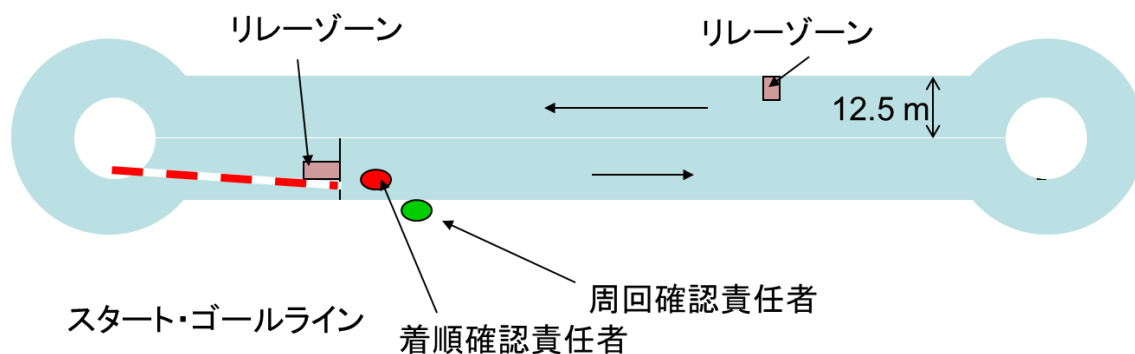 リレーゾーン
リレーゾーン
12.5 m
周回確認責任者
スタート・ゴールライン
着順確認責任者